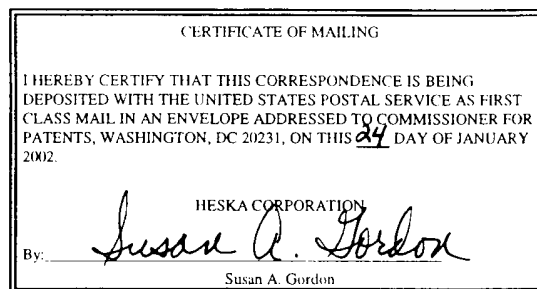 CERTIFICATE OF MAILING
I HEREBY CERTIFY THAT THIS CORRESPONDENCE IS BEING
DEPOSITED WITH THE UNITED STATES POSTAL SERVICE AS FIRST
CLASS MAIL IN AN ENVELOPE ADDRESSED TO COMMISSIONER FOR
PATENTS, WASHINGTON, DC 20231, ON THIS 24 DAY OF JANUARY
2002.
HESKA CORPORATION
By: Susan A. Gordon
Susan A. Gordon